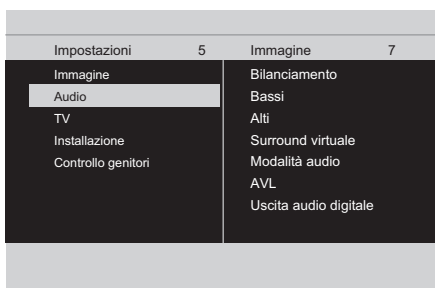 Impostazioni 5
Immagine
Audio
TV
Installazione
Controllo genitori
Immagine 7
Bilanciamento
Bassi
Alti
Surround virtuale
Modalità audio
AVL
Uscita audio digitale